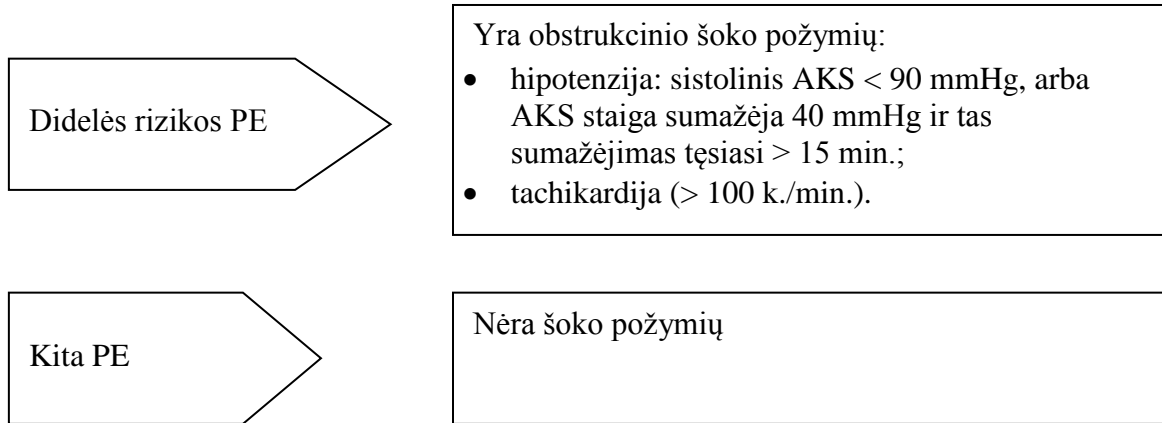 Didelės rizikos PE
Yra obstrukcinio šoko požymių:
• hipotenzija: sistolinis AKS < 90 mmHg, arba
AKS staiga sumažėja 40 mmHg ir tas
sumažėjimas tęsiasi > 15 min.;
• tachikardija (> 100 k./min.).
Kita PE
Nėra šoko požymių